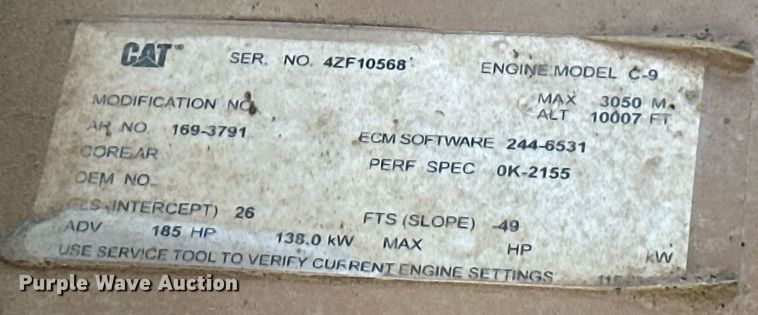 CAT SER. NO. 4ZF10568 ENGINE MODEL C-9
MODIFICATION NO. MAX 3050 M
ALT 10007 FT
AR NO 169-3791 ECM SOFTWARE 244-6531
COREAR PERF SPEC 0K-2155
OEM NO.
(INTERCEPT) 26 FTS (SLOPE) -49
ADV 185 HP 138.0 kW MAX HP kW
USE SERVICE TOOL TO VERIFY CURRENT ENGINE SETTINGS
Purple Wave Auction